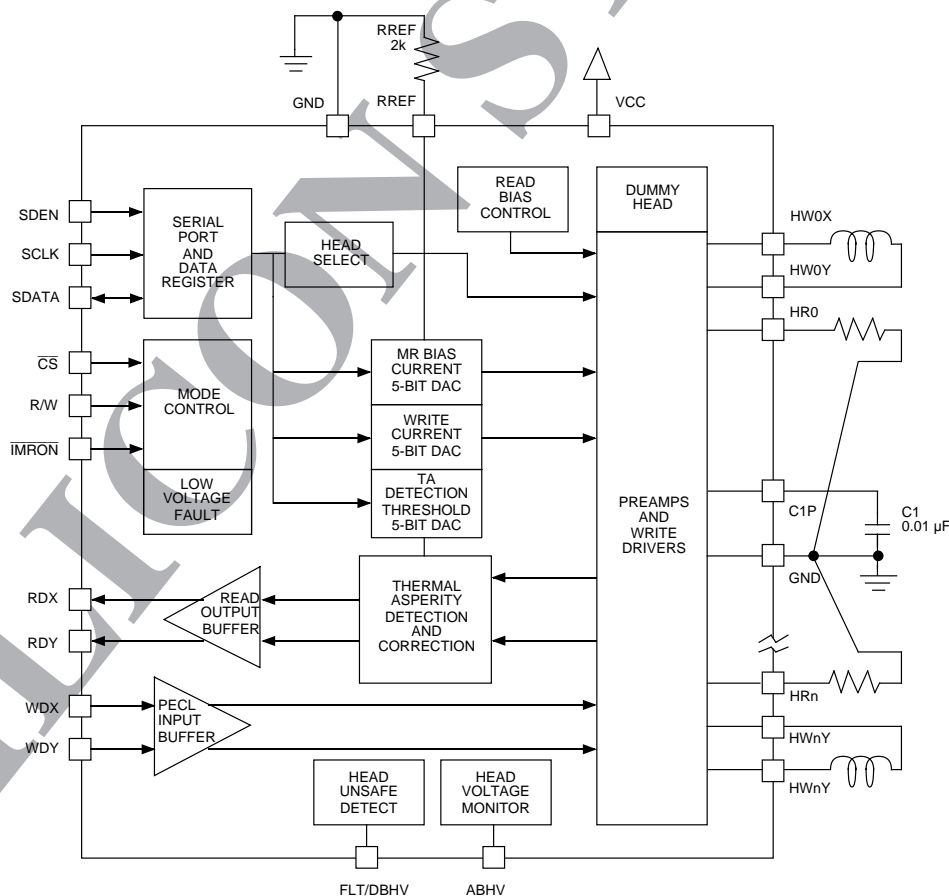 RREF
2k
GND
RREF
VCC
READ
BIAS
CONTROL
DUMMY
HEAD
SDEN
SCLK
SDATA
SERIAL
PORT
AND
DATA
REGISTER
HEAD
SELECT
HW0X
HW0Y
HR0
CS
R/W
IMRON
MODE
CONTROL
LOW
VOLTAGE
FAULT
MR BIAS
CURRENT
5-BIT DAC
WRITE
CURRENT
5-BIT DAC
TA
DETECTION
THRESHOLD
5-BIT DAC
PREAMPS
AND
WRITE
DRIVERS
C1P
C1
0.01 µF
GND
RDX
RDY
READ
OUTPUT
BUFFER
THERMAL
ASPERITY
DETECTION
AND
CORRECTION
HRn
WDX
WDY
PECL
INPUT
BUFFER
HWnY
HWnY
HEAD
UNSAFE
DETECT
HEAD
VOLTAGE
MONITOR
FLT/DBHV
ABHV